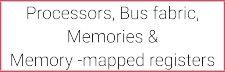 Processors, Bus fabric,
Memories &
Memory -mapped registers